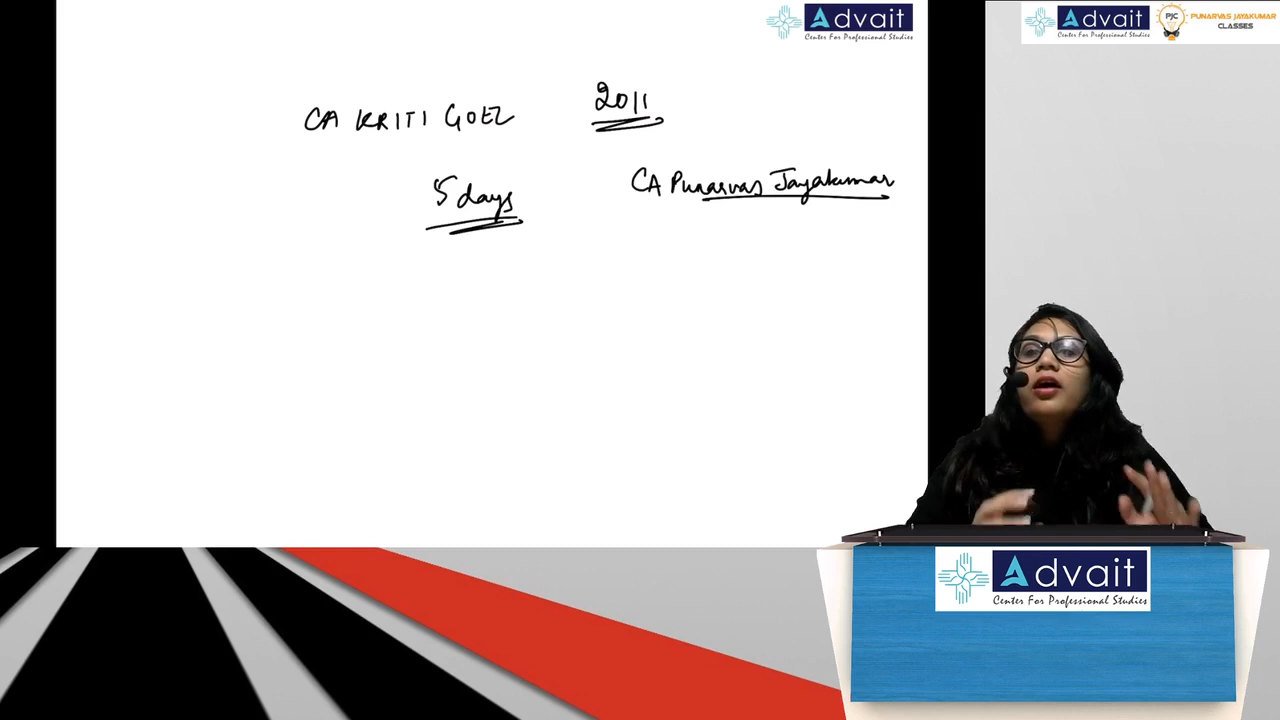 Advait
Center For Professional Studies
Advait
Center For Professional Studies
PJC
PUNARVAS JAYAKUMAR
CLASSES
CA KRITI GOEL 2011
5 days CA Punarvas Jayakumar
Advait
Center For Professional Studies